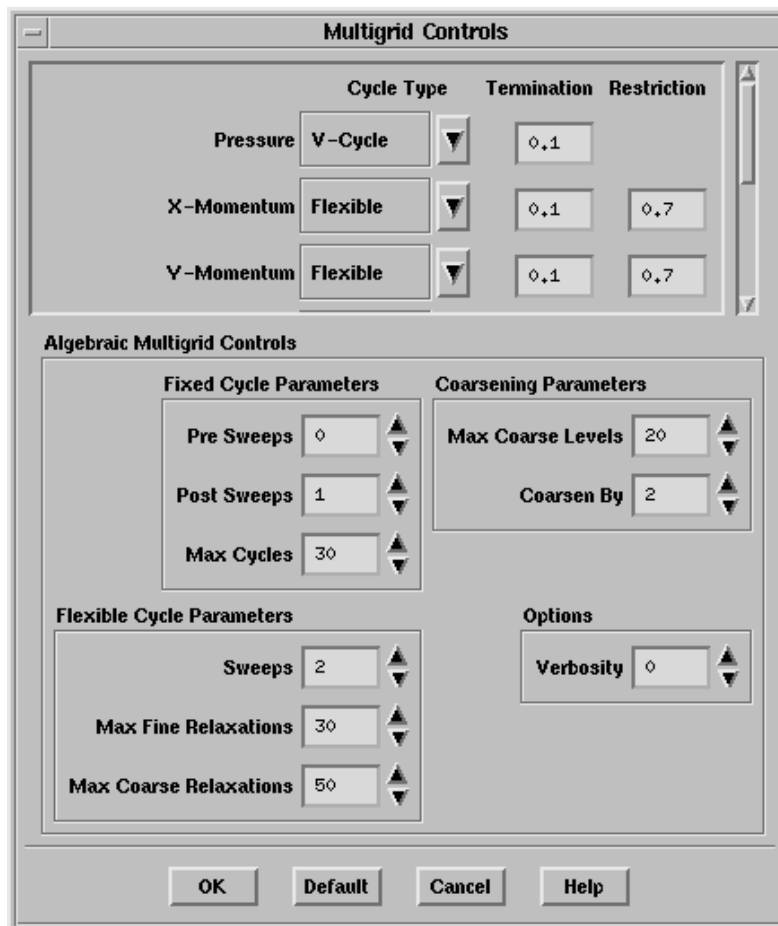 Multigrid Controls
Cycle Type Termination Restriction
Pressure V-Cycle 0.1
X-Momentum Flexible 0.1 0.7
Y-Momentum Flexible 0.1 0.7
Algebraic Multigrid Controls
Fixed Cycle Parameters Coarsening Parameters
Pre Sweeps 0 Max Coarse Levels 20
Post Sweeps 1 Coarsen By 2
Max Cycles 30
Flexible Cycle Parameters Options
Sweeps 2 Verbosity 0
Max Fine Relaxations 30
Max Coarse Relaxations 50
OK Default Cancel Help